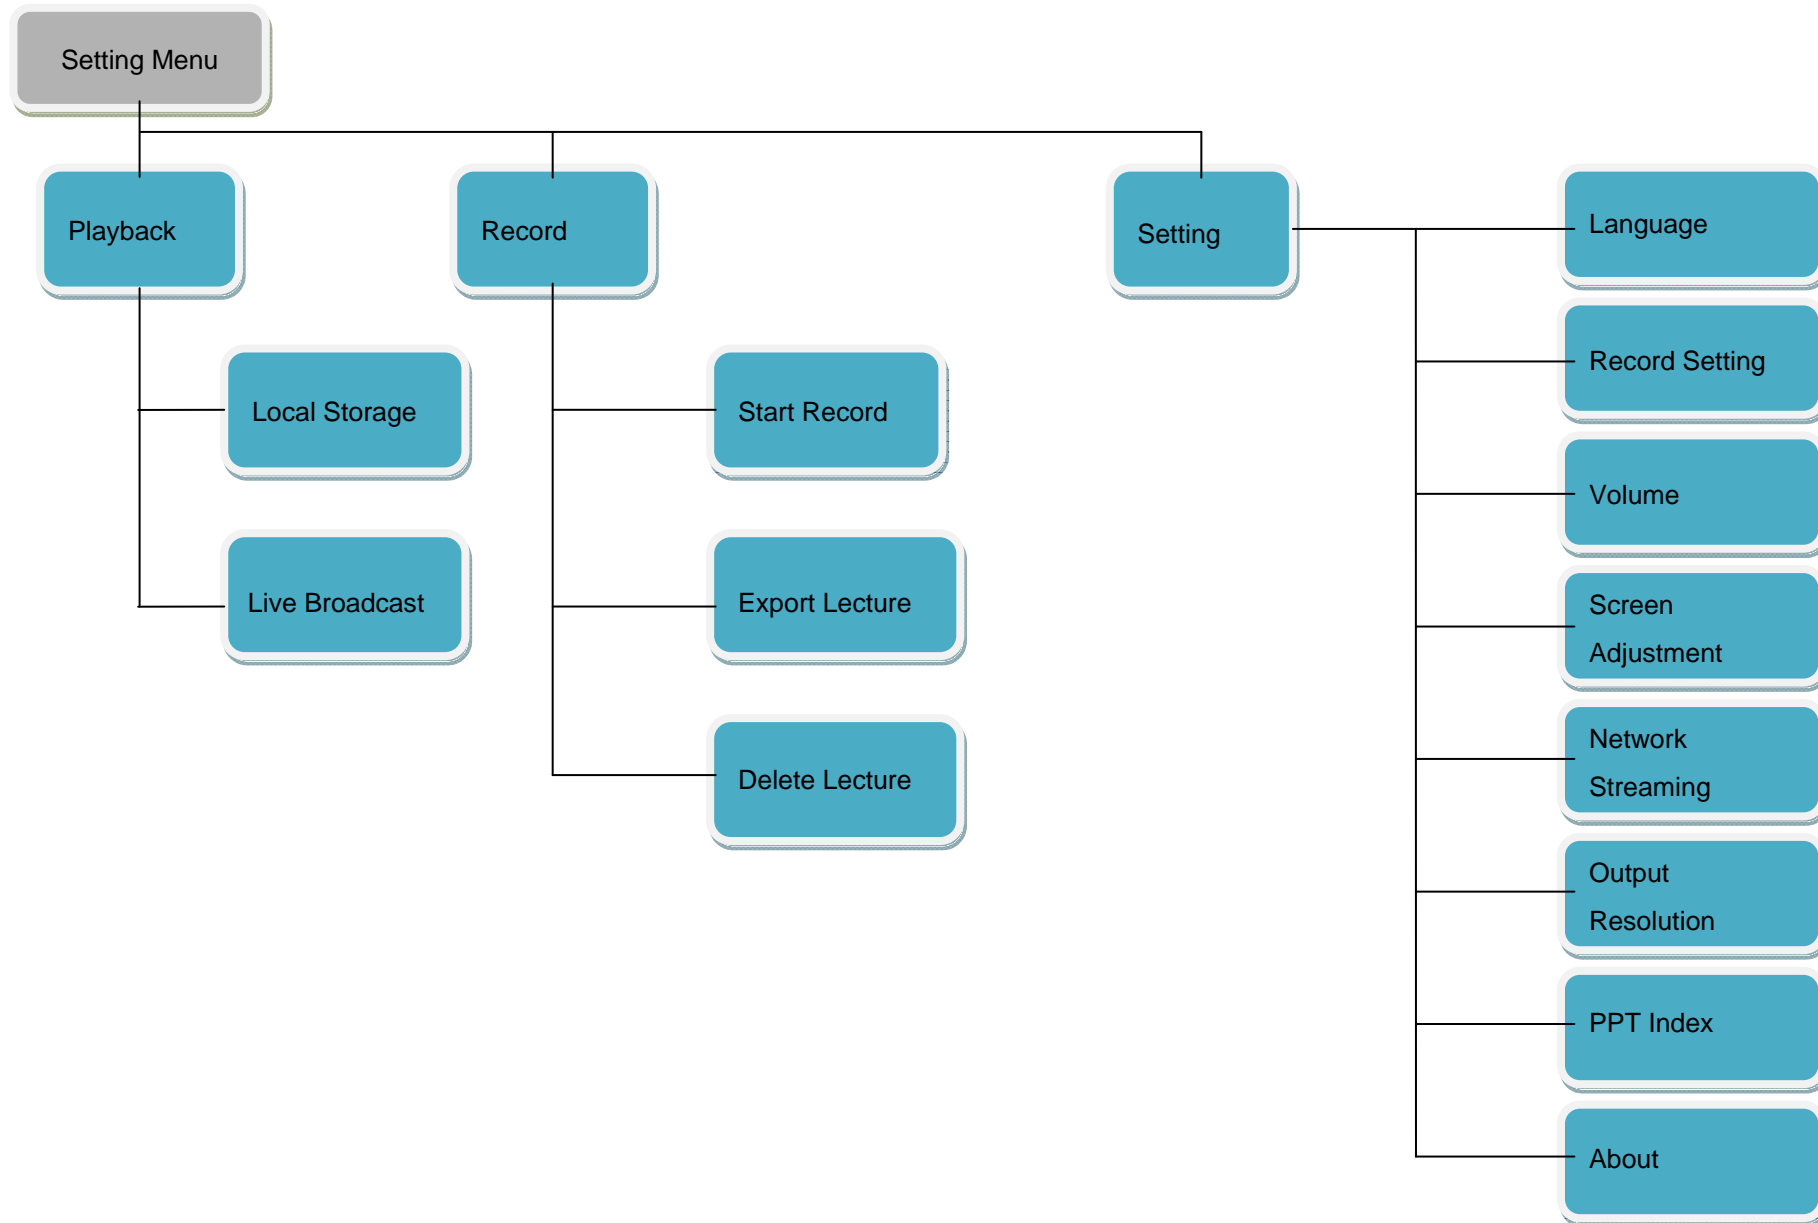 Setting Menu
Playback
Record
Setting
Local Storage
Live Broadcast
Start Record
Export Lecture
Delete Lecture
Language
Record Setting
Volume
Screen
Adjustment
Network
Streaming
Output
Resolution
PPT Index
About